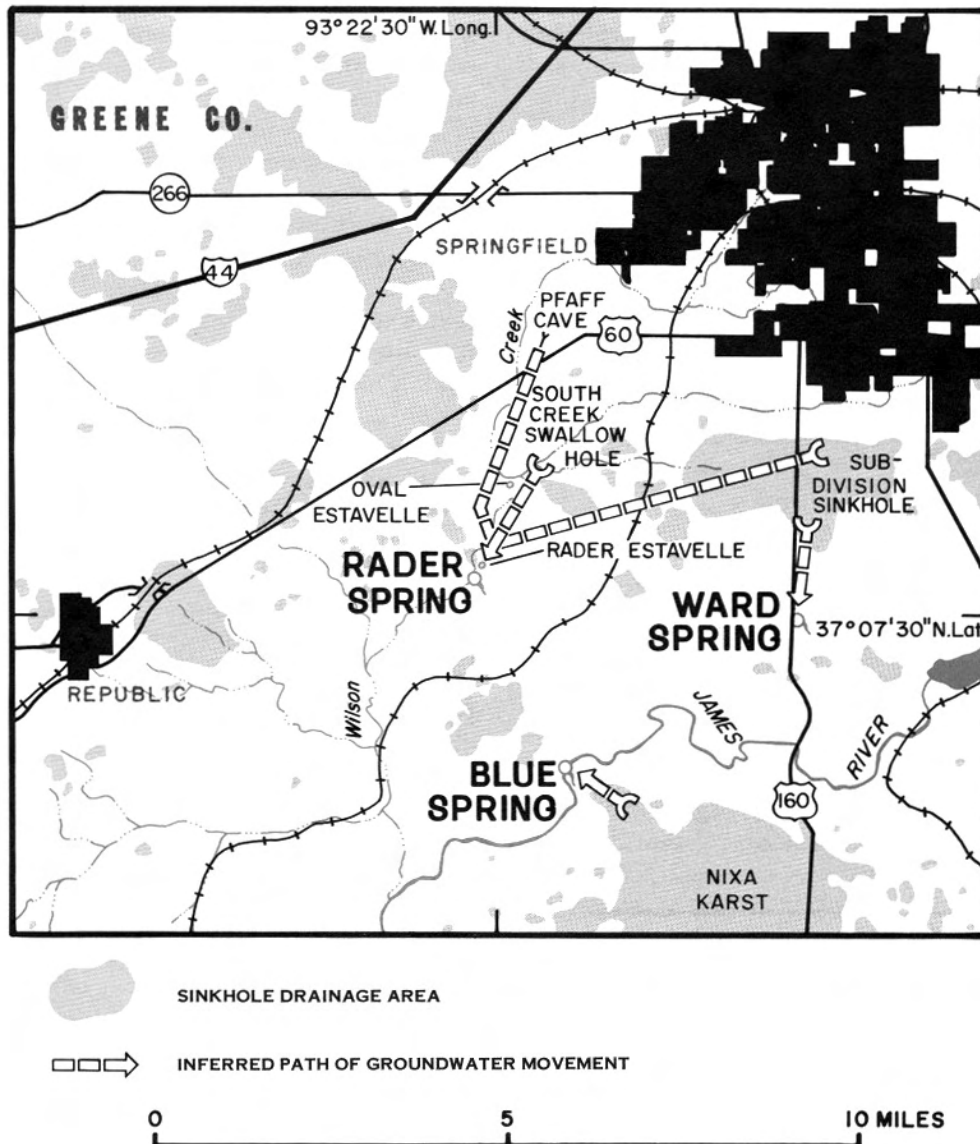 93°22'30"W.Long.
GREENE CO.
266
SPRINGFIELD
44
Creek
PFAFF
CAVE
60
SOUTH
CREEK
SWALLOW
HOLE
OVAL
ESTAVELLE
SUB-
DIVISION
SINKHOLE
RADER ESTAVELLE
RADER
SPRING
WARD
SPRING
37°07'30"N.Lat
REPUBLIC
Wilson
JAMES
RIVER
BLUE
SPRING
160
NIXA
KARST
SINKHOLE DRAINAGE AREA
INFERRED PATH OF GROUNDWATER MOVEMENT
0 5 10 MILES